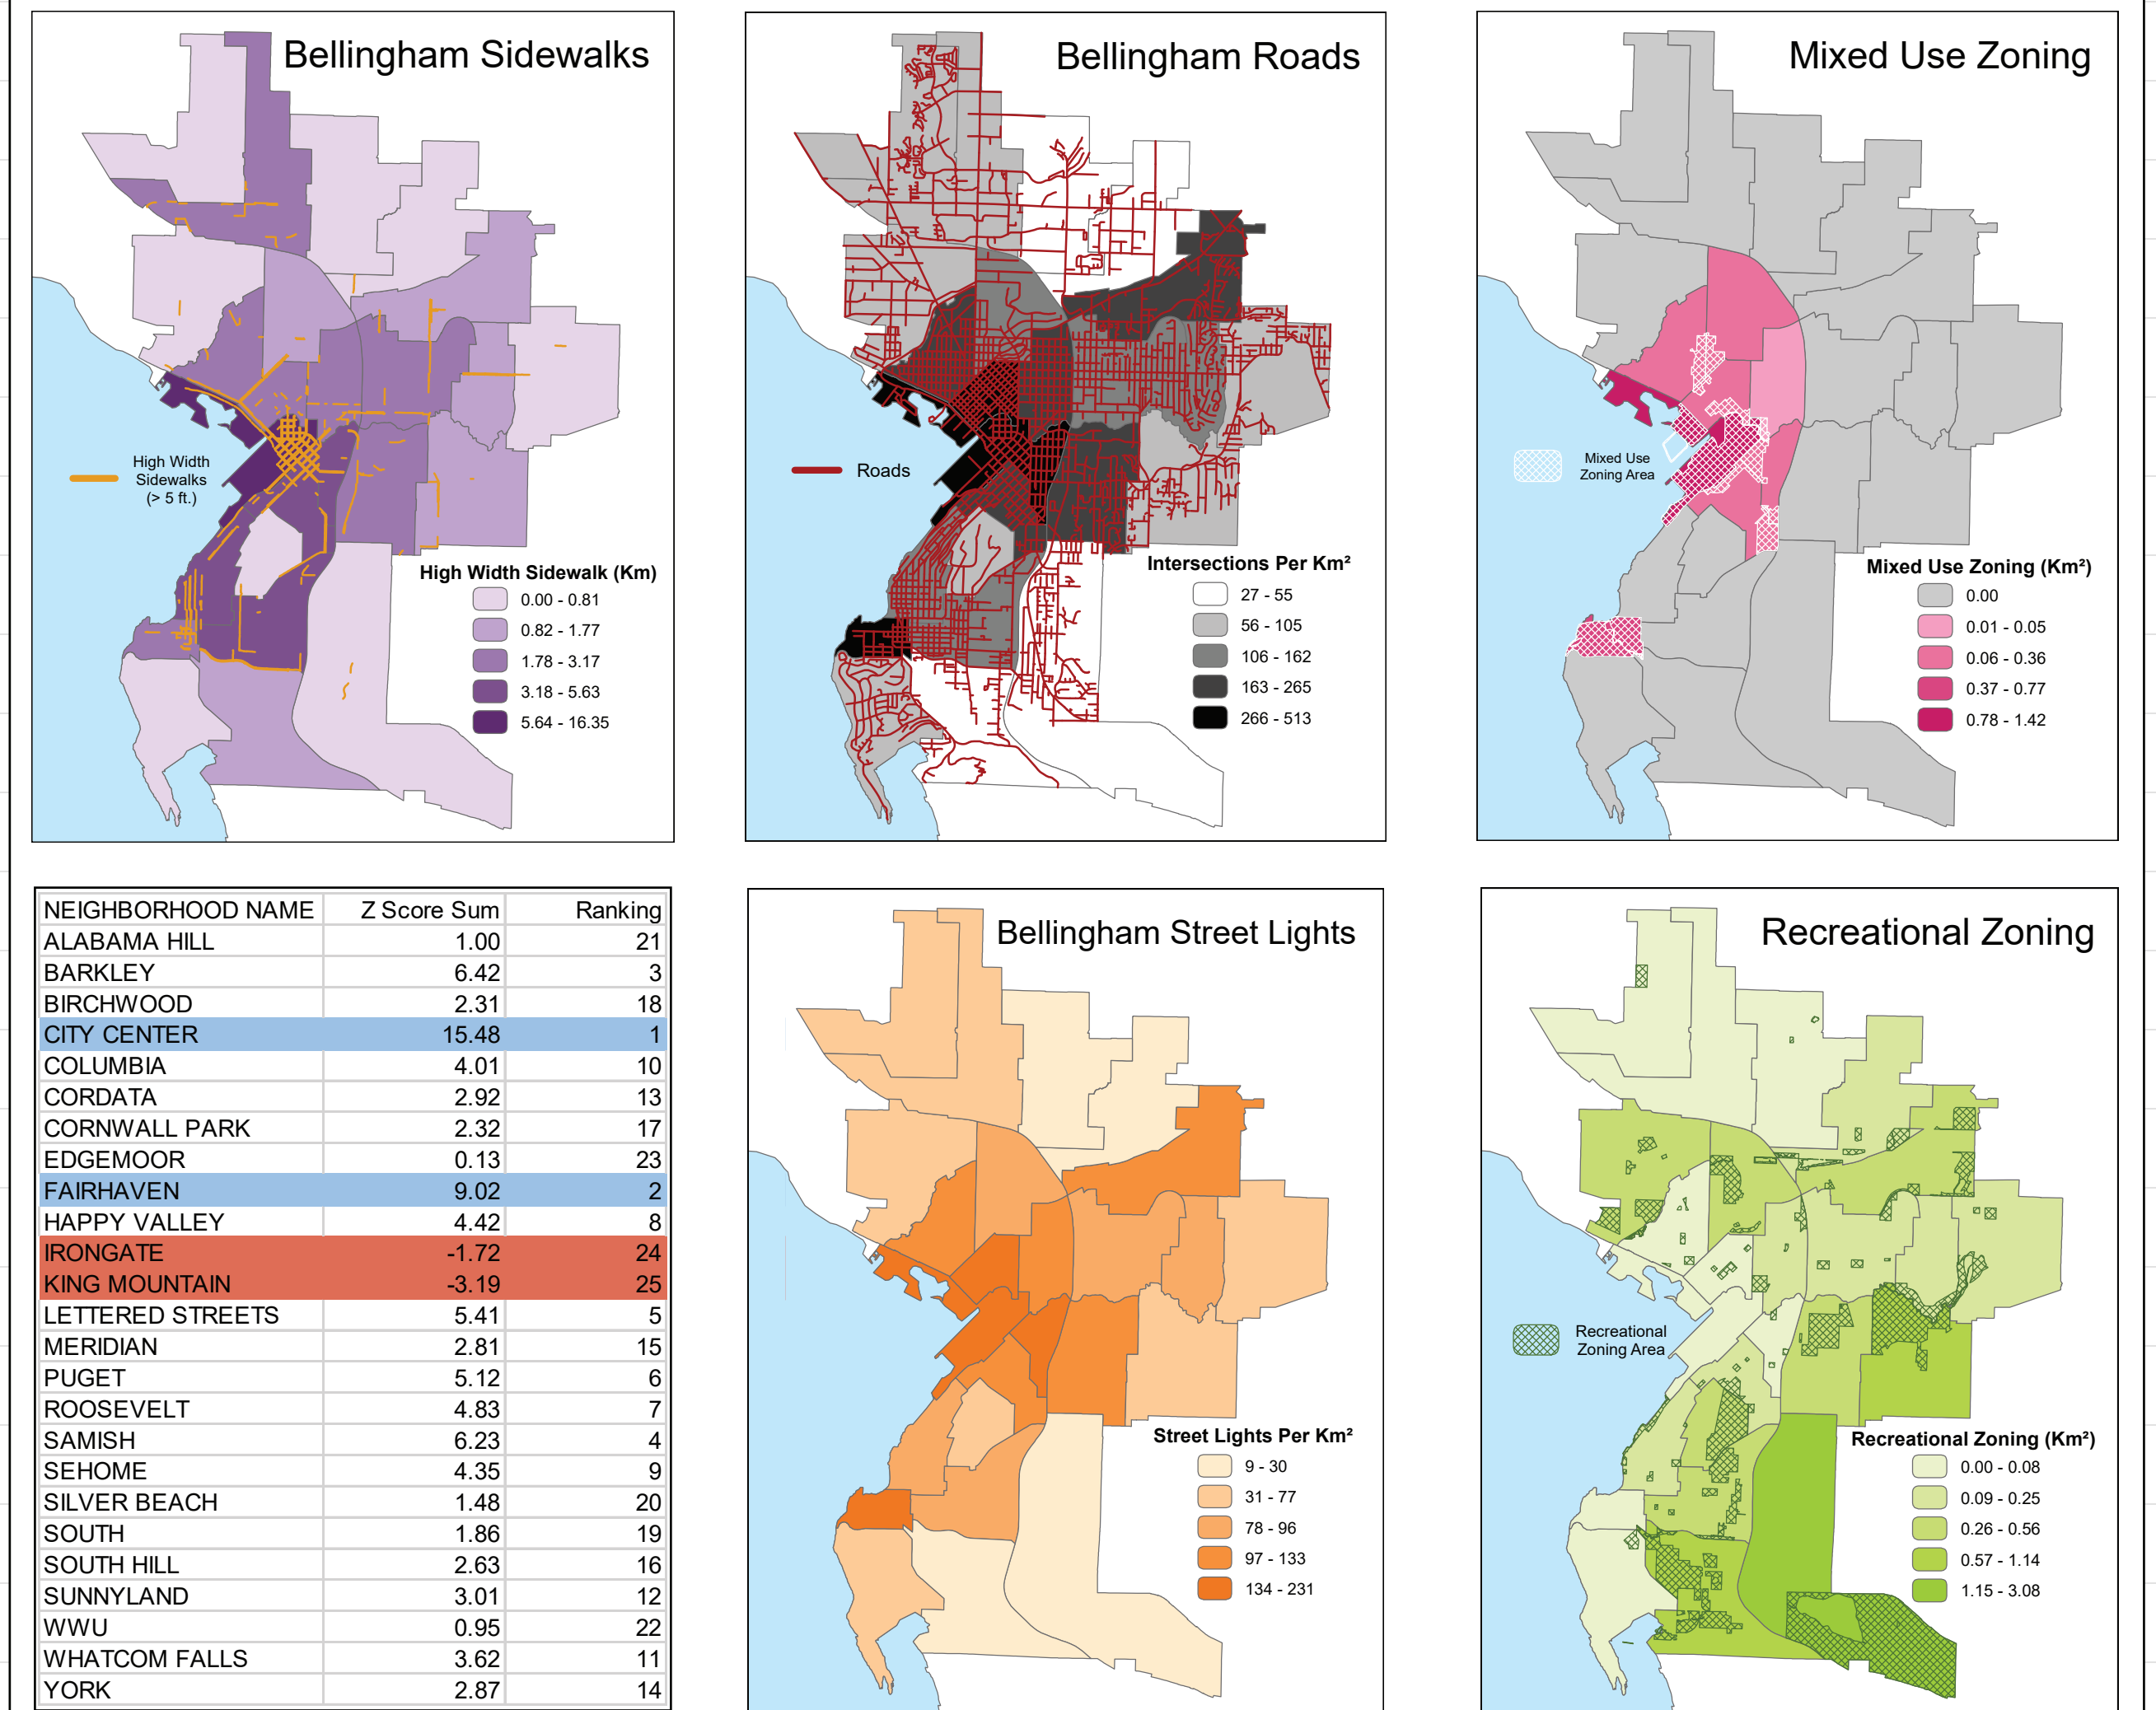 Bellingham Sidewalks
High Width
Sidewalks
(> 5 ft.)
High Width Sidewalk (Km)
0.00 - 0.81
0.82 - 1.77
1.78 - 3.17
3.18 - 5.63
5.64 - 16.35
Bellingham Roads
Roads
Intersections Per Km²
27 - 55
56 - 105
106 - 162
163 - 265
266 - 513
Mixed Use Zoning
Mixed Use
Zoning Area
Mixed Use Zoning (Km²)
0.00
0.01 - 0.05
0.06 - 0.36
0.37 - 0.77
0.78 - 1.42
NEIGHBORHOOD NAME Z Score Sum Ranking
ALABAMA HILL 1.00 21
BARKLEY 6.42 3
BIRCHWOOD 2.31 18
CITY CENTER 15.48 1
COLUMBIA 4.01 10
CORDATA 2.92 13
CORNWALL PARK 2.32 17
EDGEMOOR 0.13 23
FAIRHAVEN 9.02 2
HAPPY VALLEY 4.42 8
IRONGATE -1.72 24
KING MOUNTAIN -3.19 25
LETTERED STREETS 5.41 5
MERIDIAN 2.81 15
PUGET 5.12 6
ROOSEVELT 4.83 7
SAMISH 6.23 4
SEHOME 4.35 9
SILVER BEACH 1.48 20
SOUTH 1.86 19
SOUTH HILL 2.63 16
SUNNYLAND 3.01 12
WWU 0.95 22
WHATCOM FALLS 3.62 11
YORK 2.87 14
Bellingham Street Lights
Street Lights Per Km²
9 - 30
31 - 77
78 - 96
97 - 133
134 - 231
Recreational Zoning
Recreational
Zoning Area
Recreational Zoning (Km²)
0.00 - 0.08
0.09 - 0.25
0.26 - 0.56
0.57 - 1.14
1.15 - 3.08